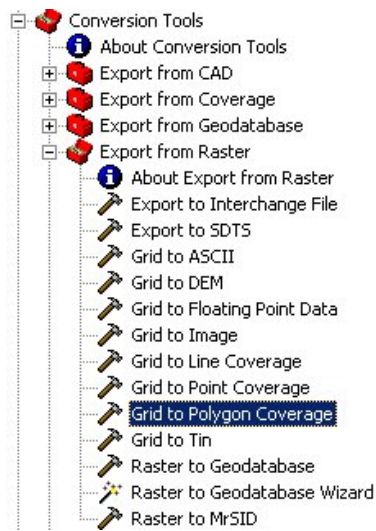 Conversion Tools
About Conversion Tools
Export from CAD
Export from Coverage
Export from Geodatabase
Export from Raster
About Export from Raster
Export to Interchange File
Export to SDTS
Grid to ASCII
Grid to DEM
Grid to Floating Point Data
Grid to Image
Grid to Line Coverage
Grid to Point Coverage
Grid to Polygon Coverage
Grid to Tin
Raster to Geodatabase
Raster to Geodatabase Wizard
Raster to MrSID